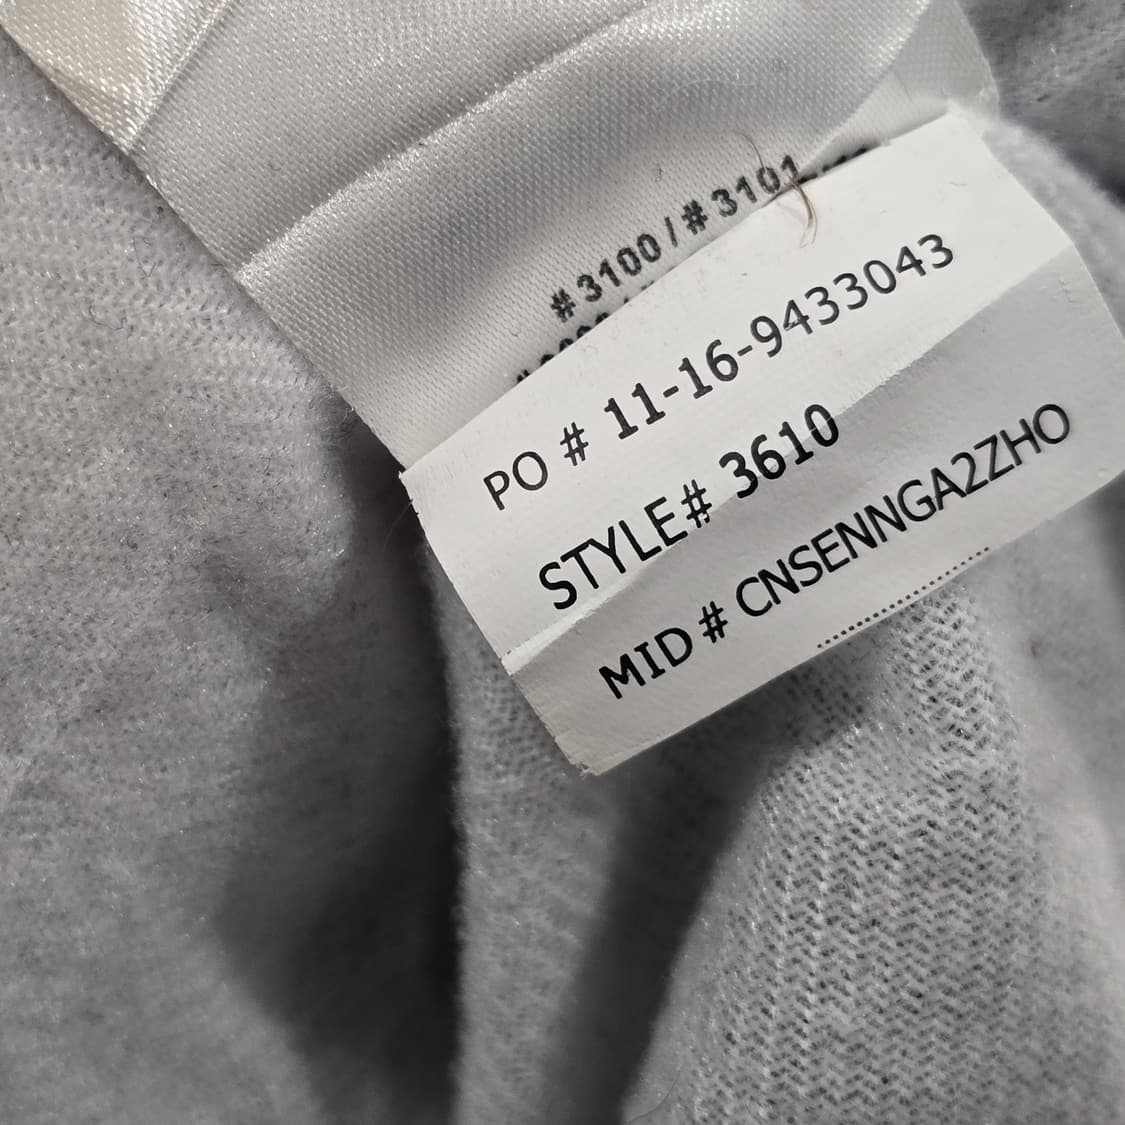 #3100 / #3101
PO # 11-16-9433043
STYLE# 3610
MID # CNSENNGA2ZHO